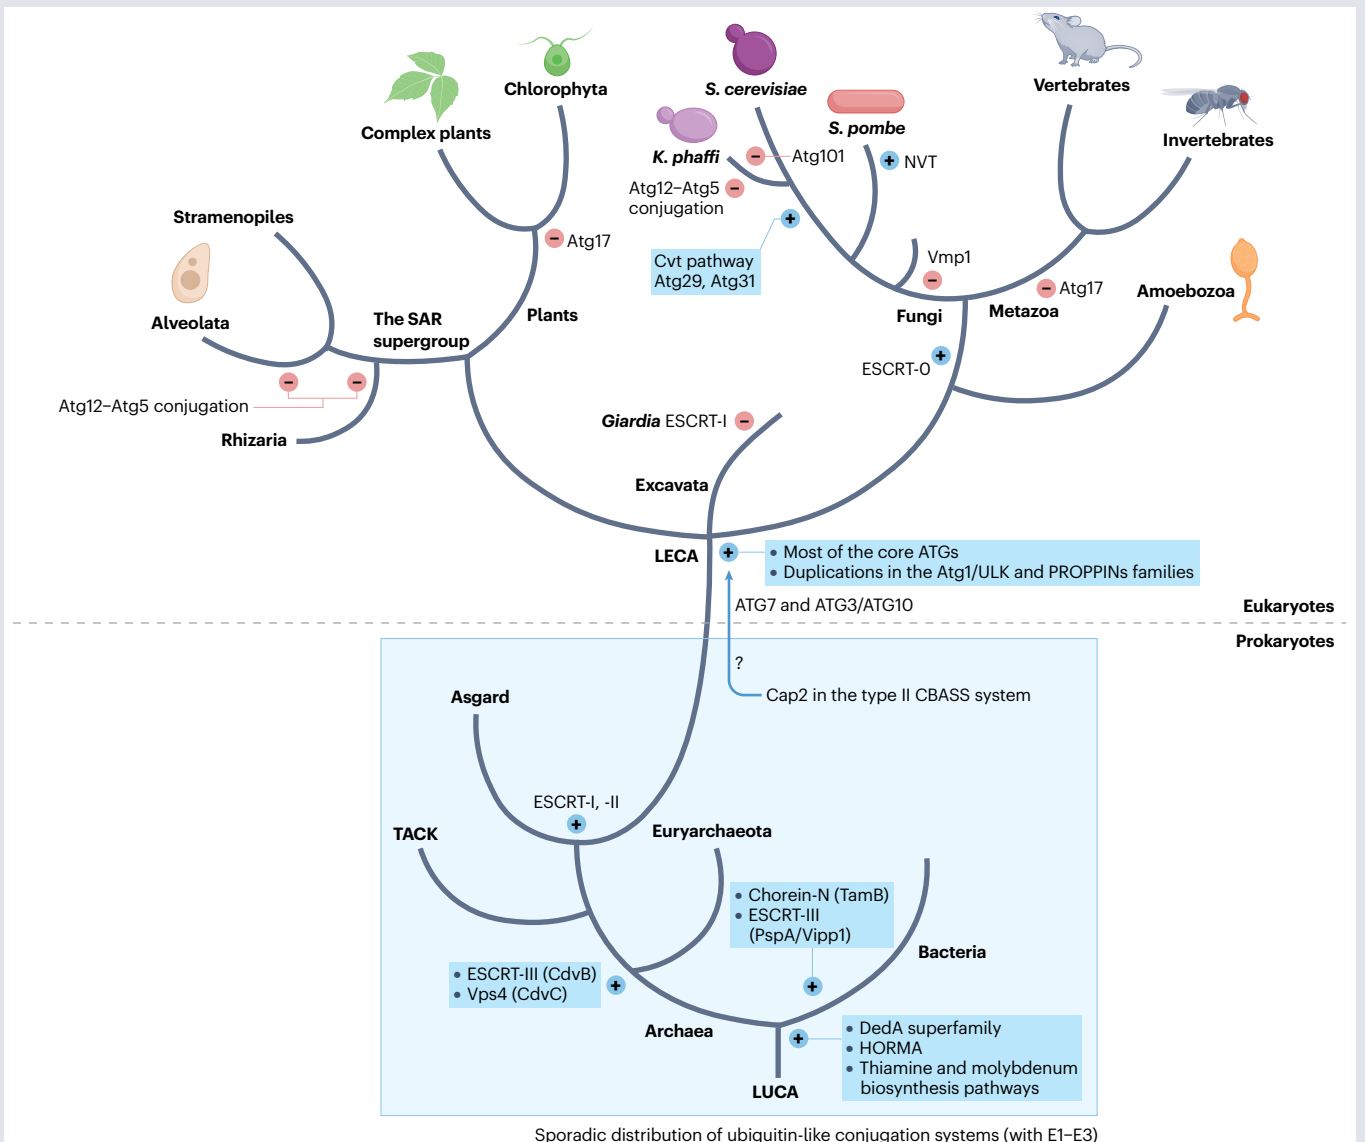 Chlorophyta
Complex plants
S. cerevisiae
S. pombe
K. phaffi
Atg101
NVT
Atg12–Atg5
conjugation
Cvt pathway
Atg29, Atg31
Vertebrates
Invertebrates
Stramenopiles
Alveolata
The SAR
supergroup
Atg17
Plants
Vmp1
Fungi
Atg17
Metazoa
Amoebozoa
ESCRT-0
Atg12–Atg5 conjugation
Rhizaria
Giardia ESCRT-I
Excavata
LECA
• Most of the core ATGs
• Duplications in the Atg1/ULK and PROPPINs families
ATG7 and ATG3/ATG10
Eukaryotes
Prokaryotes
?
Cap2 in the type II CBASS system
Asgard
ESCRT-I, -II
TACK
Euryarchaeota
• Chorein-N (TamB)
• ESCRT-III
(PspA/Vipp1)
Bacteria
• ESCRT-III (CdvB)
• Vps4 (CdvC)
Archaea
• DedA superfamily
• HORMA
• Thiamine and molybdenum
biosynthesis pathways
LUCA
Sporadic distribution of ubiquitin-like conjugation systems (with E1–E3)